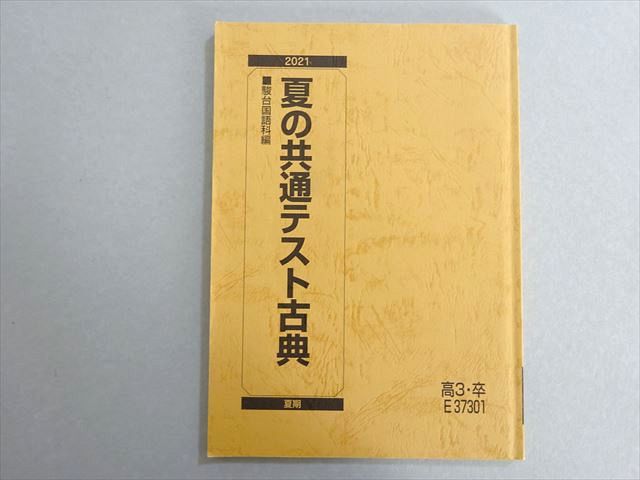 2021
夏の共通テスト古典
■駿台国語科編
夏期
高3・卒
E37301